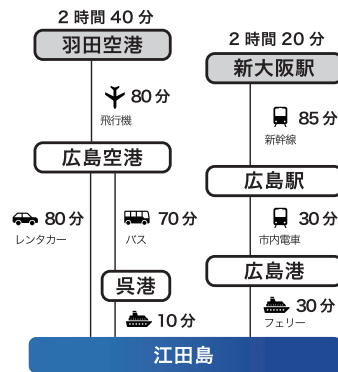 2時間40分
羽田空港
80分
飛行機
広島空港
80分
レンタカー
70分
バス
呉港
10分
2時間20分
新大阪駅
85分
新幹線
広島駅
30分
市内電車
広島港
30分
フェリー
江田島